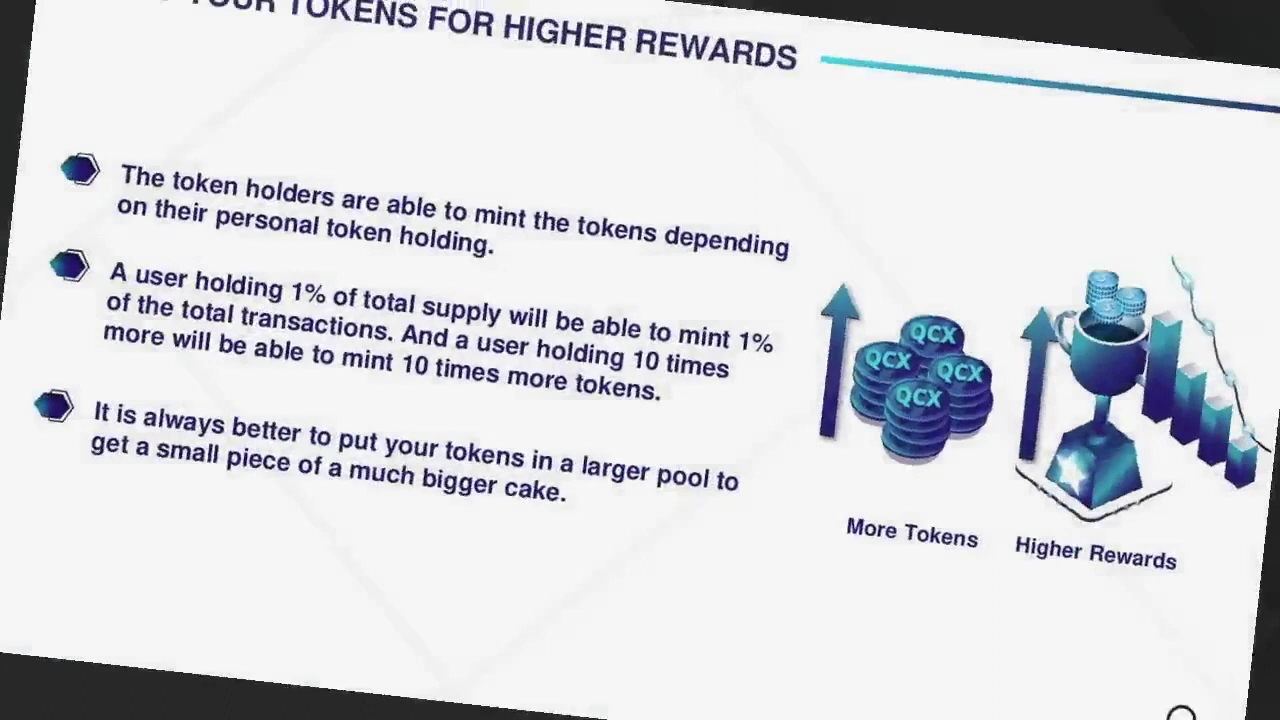 YOUR TOKENS FOR HIGHER REWARDS
The token holders are able to mint the tokens depending
on their personal token holding.
A user holding 1% of total supply will be able to mint 1%
of the total transactions. And a user holding 10 times
more will be able to mint 10 times more tokens.
It is always better to put your tokens in a larger pool to
get a small piece of a much bigger cake.
QCX
QCX
QCX
QCX
More Tokens
Higher Rewards